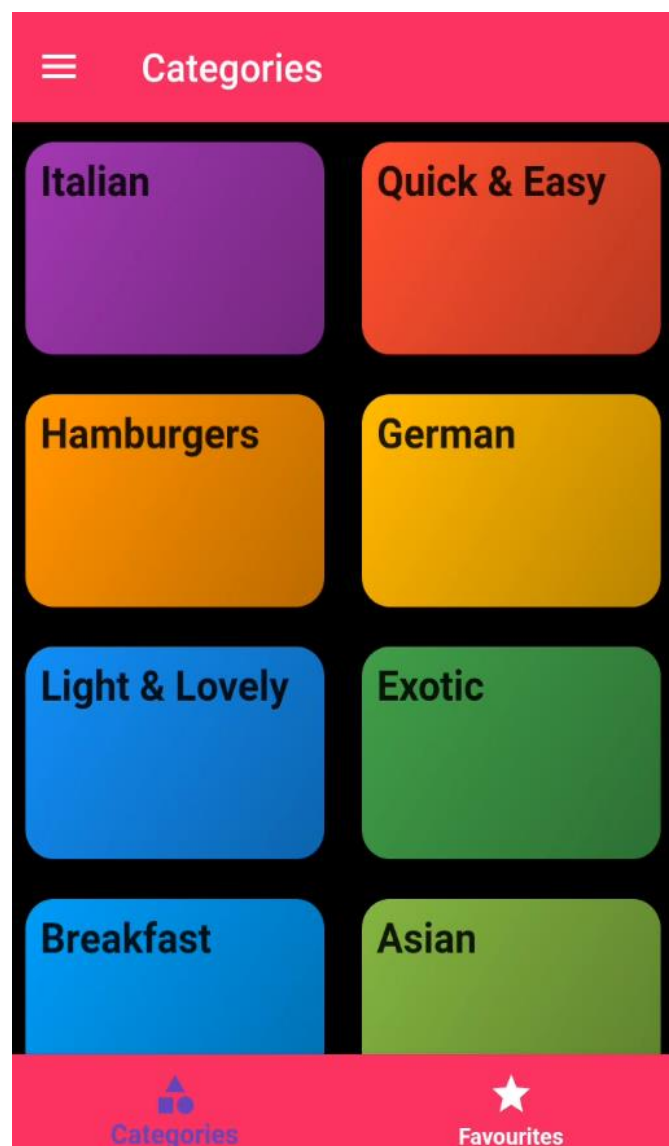 Categories
Italian
Quick & Easy
Hamburgers
German
Light & Lovely
Exotic
Breakfast
Asian
Categories
Favourites